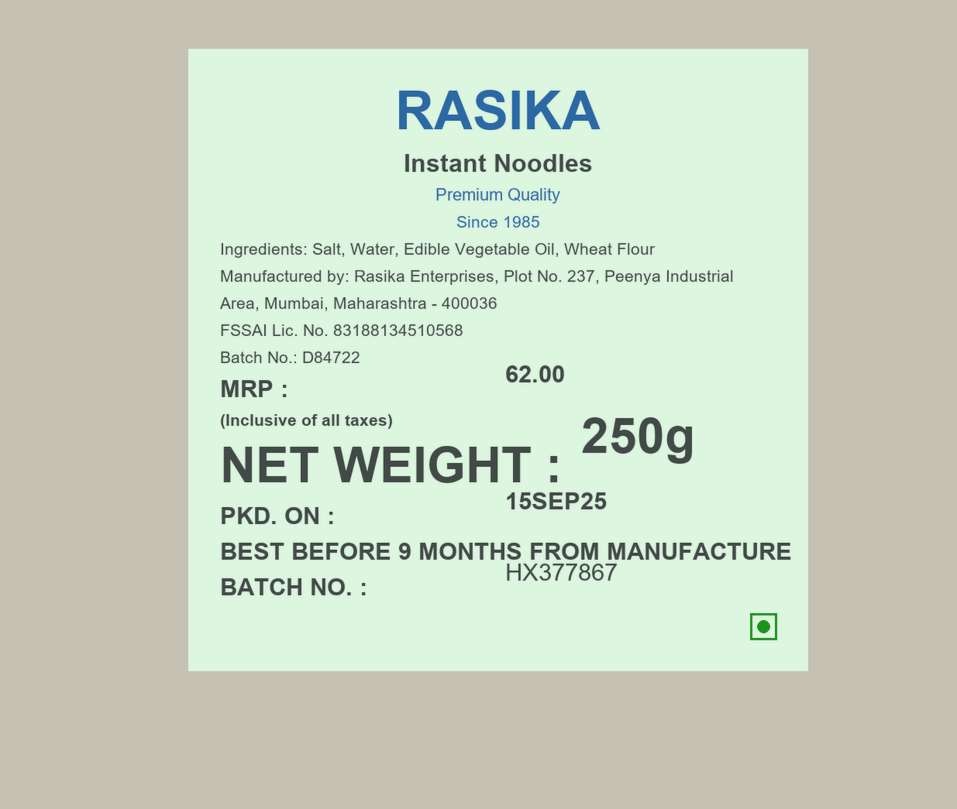 RASIKA
Instant Noodles
Premium Quality
Since 1985
Ingredients: Salt, Water, Edible Vegetable Oil, Wheat Flour
Manufactured by: Rasika Enterprises, Plot No. 237, Peenya Industrial
Area, Mumbai, Maharashtra - 400036
FSSAI Lic. No. 83188134510568
Batch No.: D84722
MRP : 62.00
(Inclusive of all taxes)
NET WEIGHT : 250g
PKD. ON : 15SEP25
BEST BEFORE 9 MONTHS FROM MANUFACTURE
BATCH NO. : HX377867